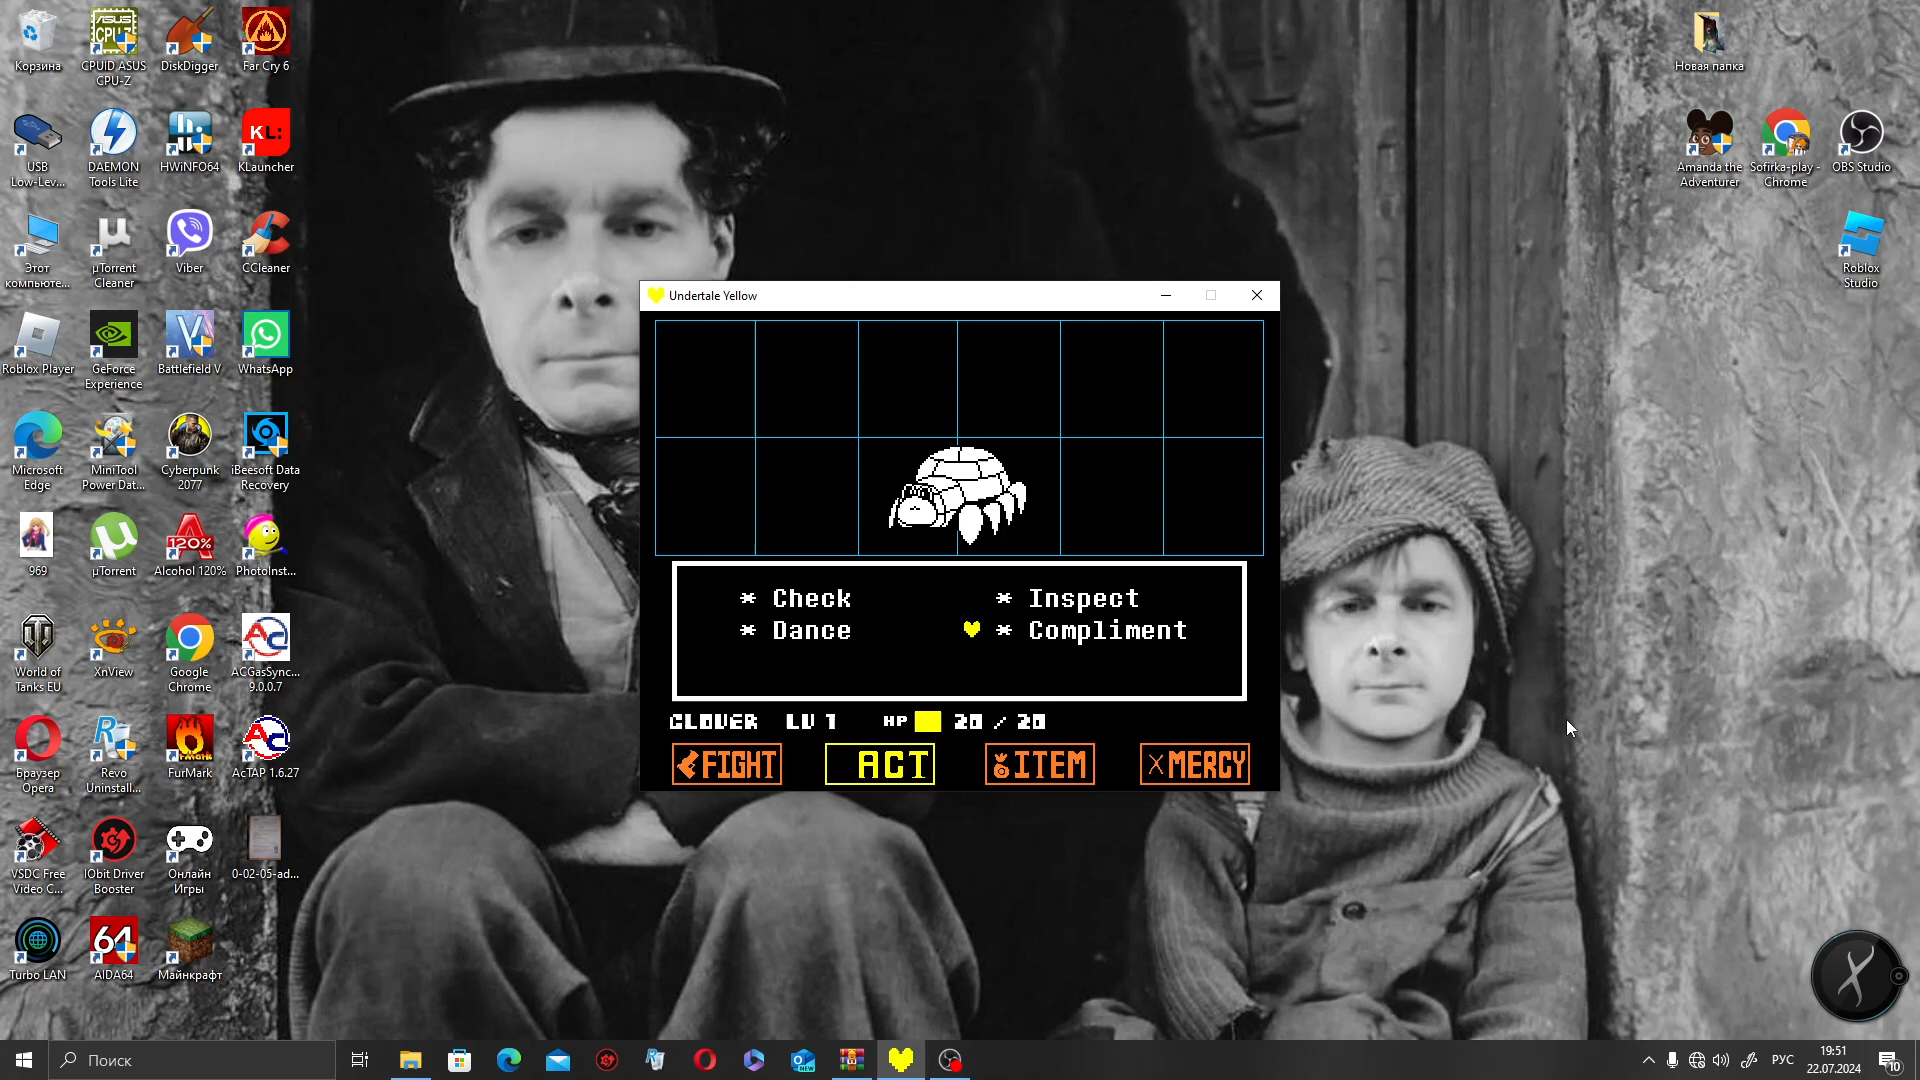 Корзина
CPUID ASUS
CPU-Z
DiskDigger
Far Cry 6
USB
Low-Lev...
DAEMON
Tools Lite
HWiNFO64
KLauncher
Этот
компьюте...
µTorrent
Cleaner
Viber
CCleaner
Roblox Player
GeForce
Experience
Battlefield V
WhatsApp
Microsoft
Edge
MiniTool
Power Dat...
Cyberpunk
2077
iBeesoft Data
Recovery
969
µTorrent
Alcohol 120%
PhotoInst...
World of
Tanks EU
XnView
Google
Chrome
ACGasSync...
9.0.0.7
Браузер
Opera
Revo
Uninstall...
FurMark
AcTAP 1.6.27
VSDC Free
Video C...
IObit Driver
Booster
Онлайн
Игры
0-02-05-ad...
Turbo LAN
AIDA64
Майнкрафт
Новая папка
Amanda the
Adventurer
Sofirka-play -
Chrome
OBS Studio
Roblox
Studio
Undertale Yellow
* Check
* Inspect
* Dance
* Compliment
CLOVER LV 1 HP 20 / 20
FIGHT
ACT
ITEM
MERCY
Поиск
РУС
19:51
22.07.2024
10